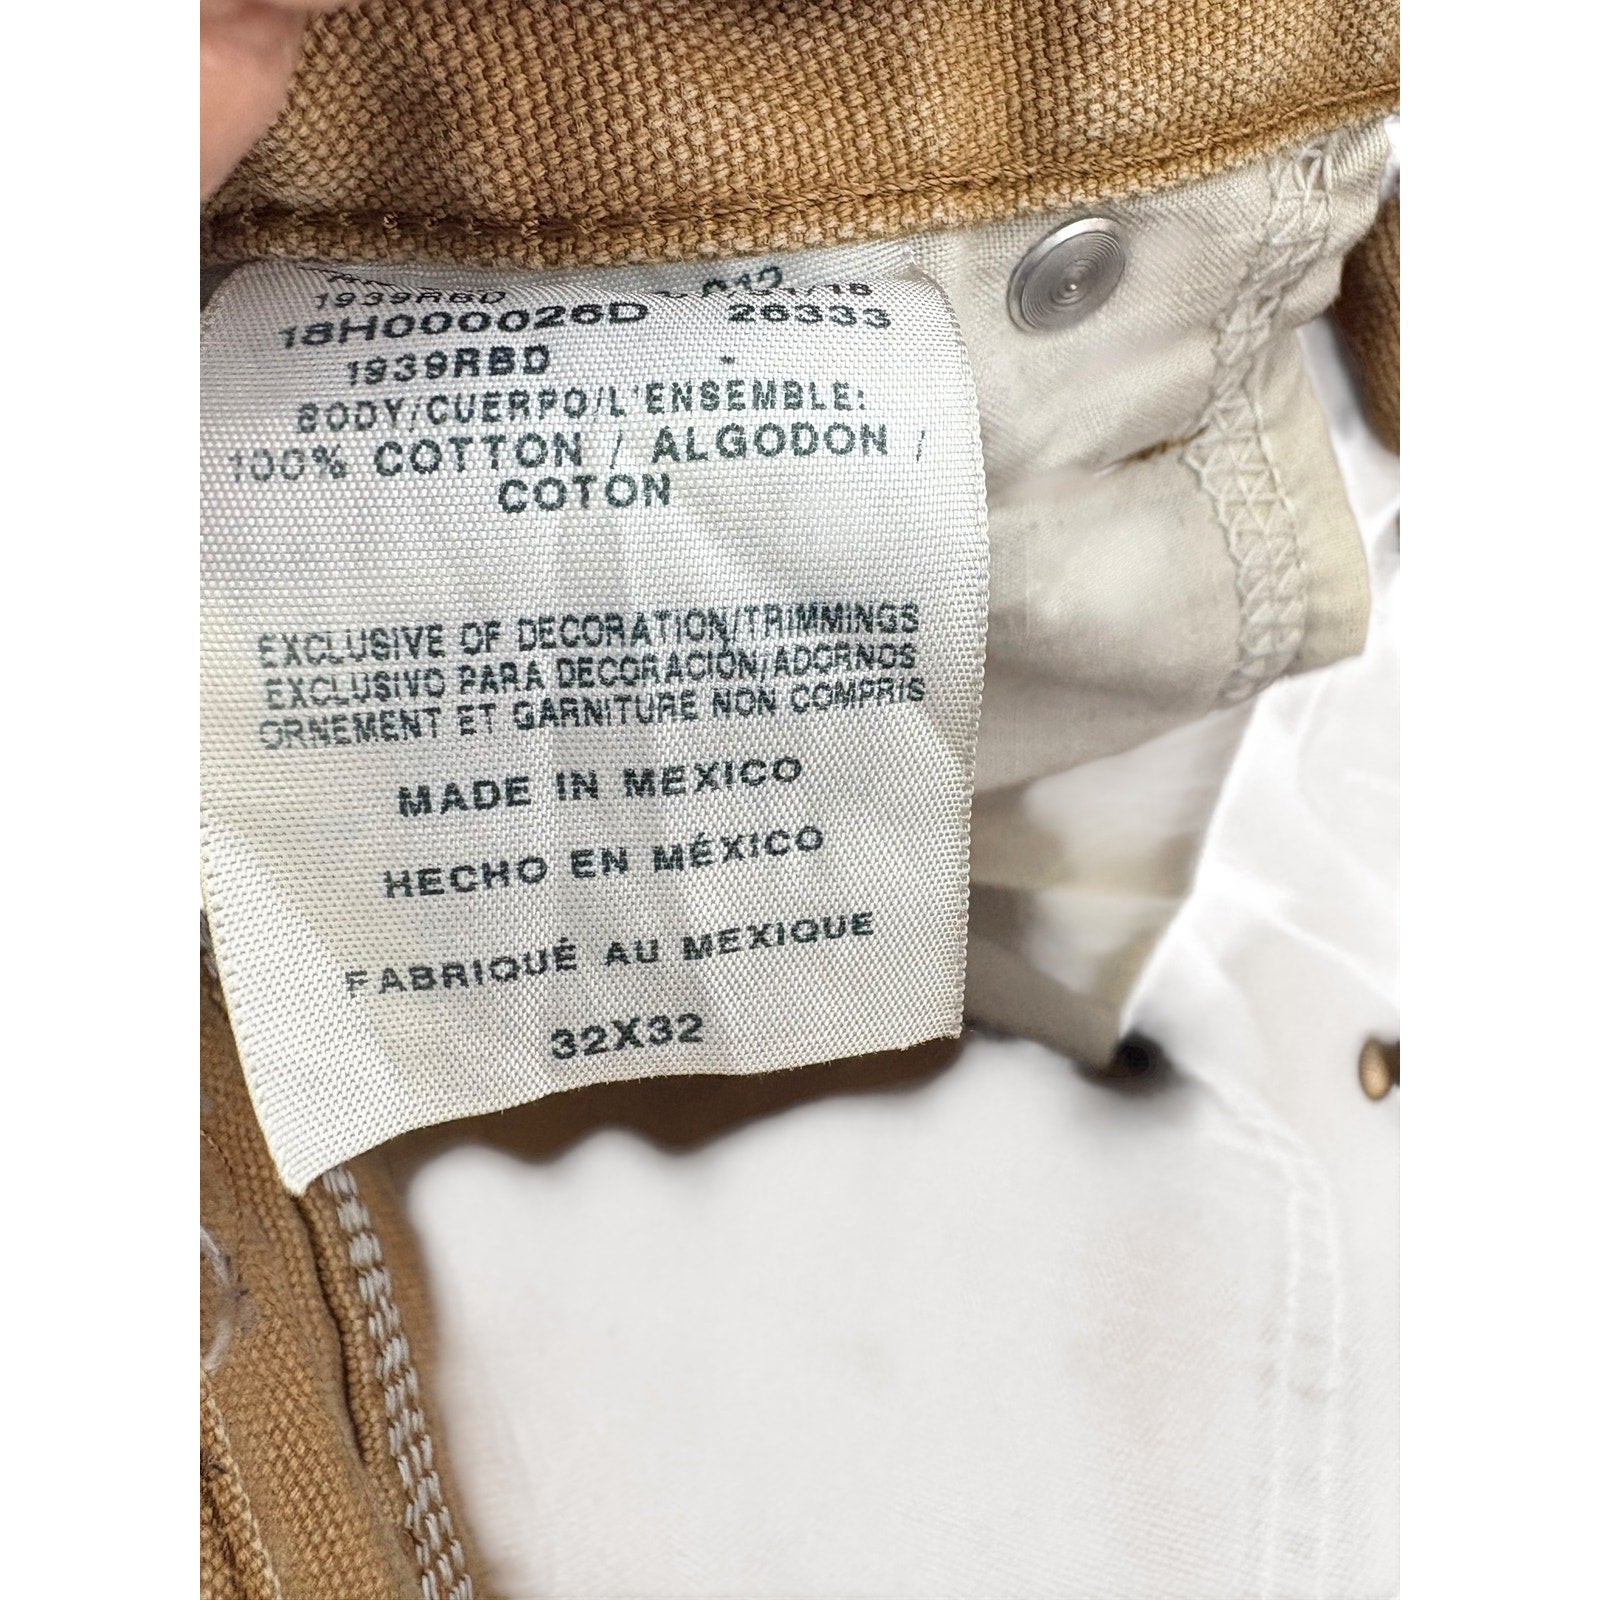 1939RBD
18H000026D 26333
1939RBD -
BODY/CUERPO/L'ENSEMBLE:
100% COTTON / ALGODON /
COTON
EXCLUSIVE OF DECORATION/TRIMMINGS
EXCLUSIVO PARA DECORACIÓN/ADORNOS
ORNEMENT ET GARNITURE NON COMPRIS
MADE IN MEXICO
HECHO EN MÉXICO
FABRIQUÉ AU MEXIQUE
32X32